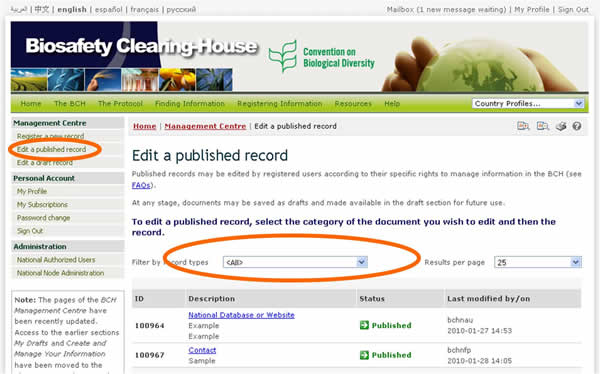 العربية | 中文 | english | español | français | русский
Mailbox (1 new message waiting) | My Profile | Sign Out
Biosafety Clearing-House
Convention on
Biological Diversity
Home The BCH The Protocol Finding Information Registering Information Resources Help Country Profiles...
Management Centre
Register a new record
Edit a published record
Edit a draft record
Personal Account
My Profile
My Subscriptions
Password change
Sign Out
Administration
National Authorized Users
National Node Administration
Note: The pages of the BCH
Management Centre have
been recently updated.
Access to the earlier sections
My Drafts and Create and
Manage Your Information
have been moved to the
Home | Management Centre | Edit a published record
Edit a published record
Published records may be edited by registered users according to their specific rights to management information in the BCH (see
FAQs).
At any stage, documents may be saved as drafts and made available in the draft section for future use.
To edit a published record, select the category of the document you wish to edit and then the
record.
Filter by record types <All> Results per page 25
ID Description Status Last modified by/on
100964 National Database or Website
Example
Example
Published
bchnau
2010-01-27 14:53
100967 Contact
Sample
Published
bchnfp
2010-01-28 14:05